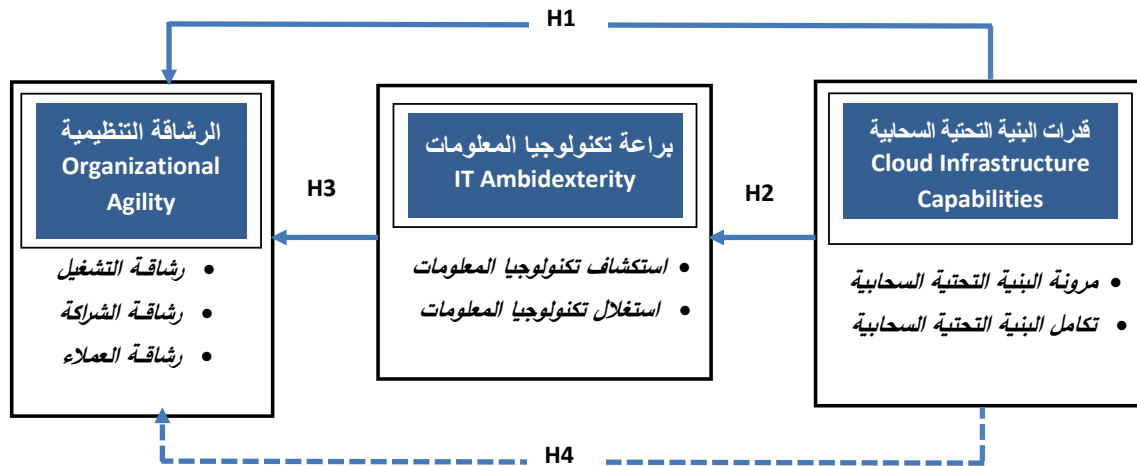 H1
قدرات البنية التحتية السحابية
Cloud Infrastructure
Capabilities
• مرونة البنية التحتية السحابية
• تكامل البنية التحتية السحابية
H2
براعة تكنولوجيا المعلومات
IT Ambidexterity
• استكشاف تكنولوجيا المعلومات
• استغلال تكنولوجيا المعلومات
H3
الرشاقة التنظيمية
Organizational
Agility
• رشاقة التشغيل
• رشاقة الشراكة
• رشاقة العملاء
H4